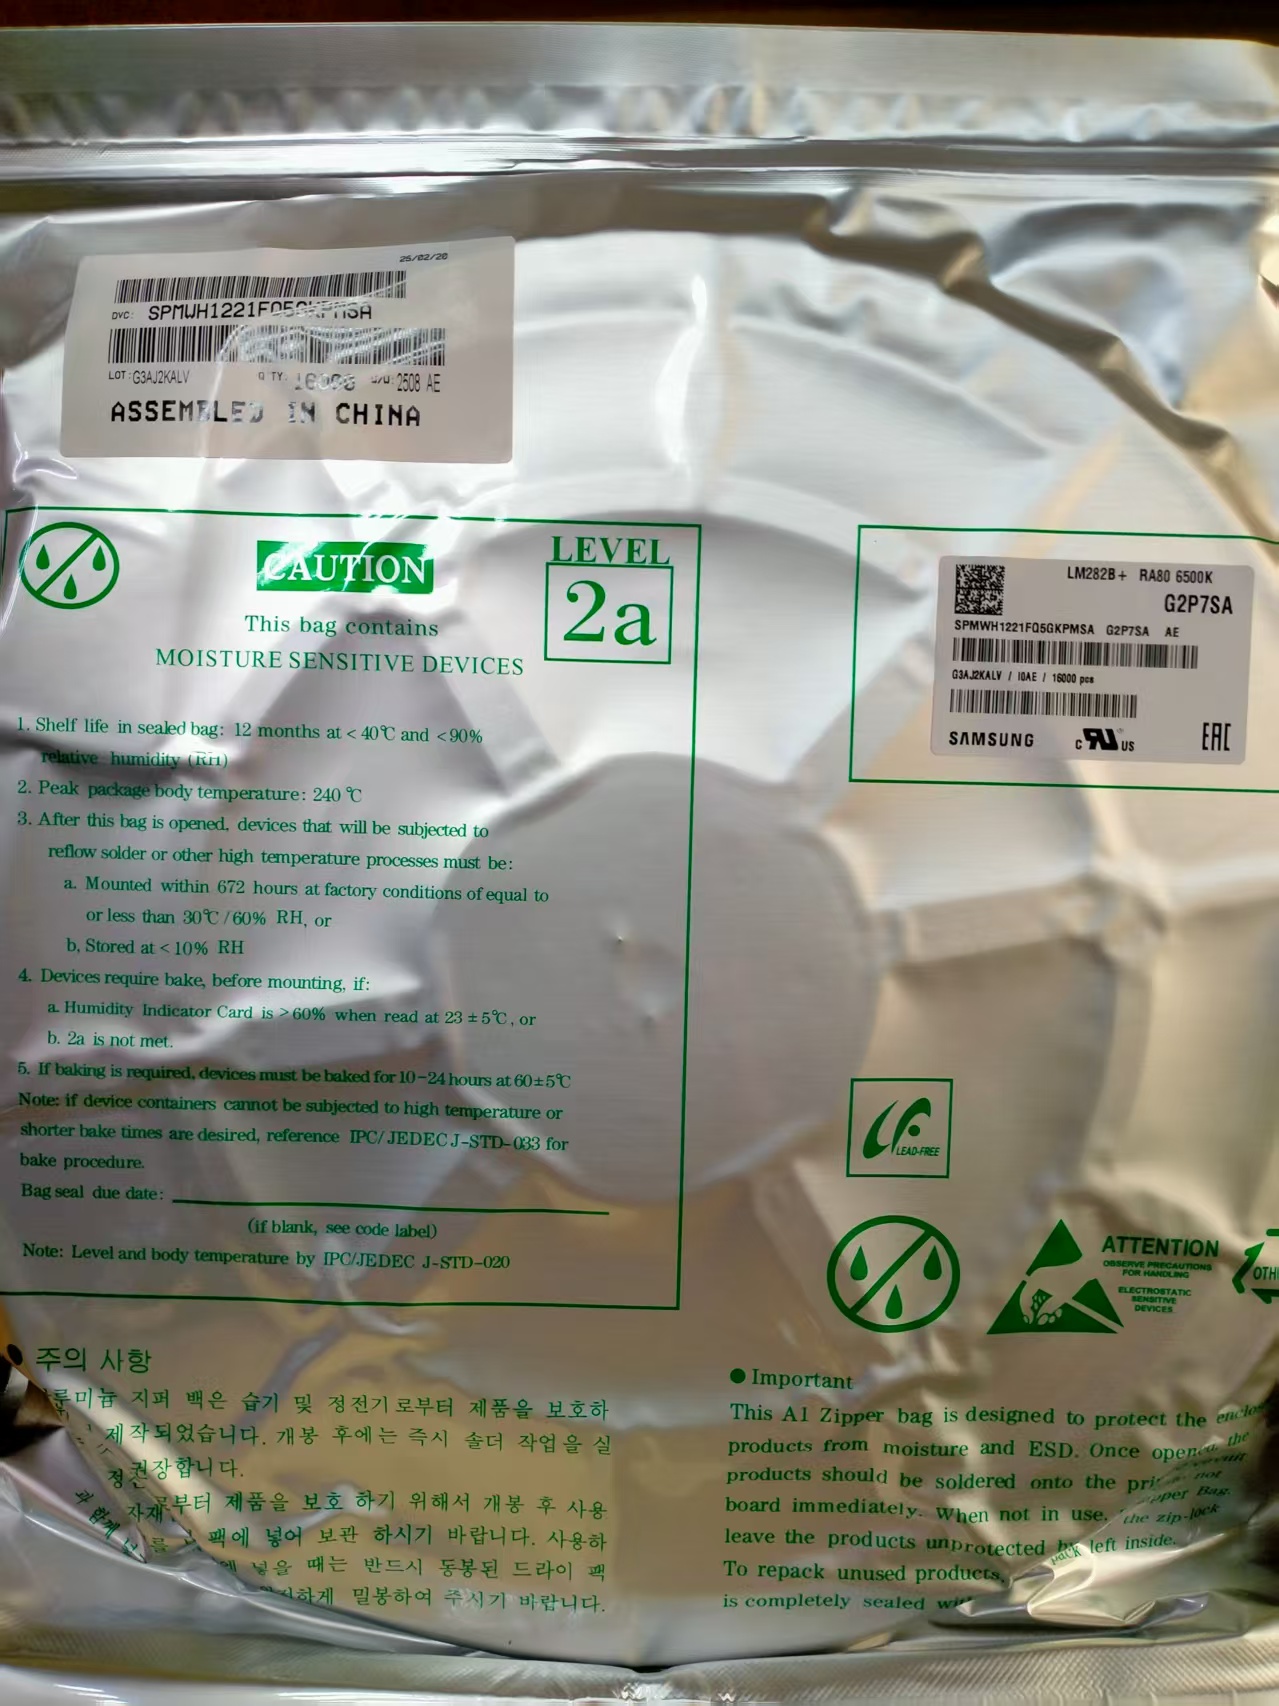 25/02/20
DVC: SPMWH1221FQ5GKPMSA
LOT:G3AJ2KALV Q'TY: 16000 2508 AE
ASSEMBLED IN CHINA
CAUTION
LEVEL
2a
This bag contains
MOISTURE SENSITIVE DEVICES
1. Shelf life in sealed bag: 12 months at < 40℃ and <90%
relative humidity (RH)
2. Peak package body temperature: 240 ℃
3. After this bag is opened, devices that will be subjected to
reflow solder or other high temperature processes must be:
a. Mounted within 672 hours at factory conditions of equal to
or less than 30℃/60% RH, or
b, Stored at <10% RH
4. Devices require bake, before mounting, if:
a. Humidity Indicator Card is >60% when read at 23 ±5℃, or
b. 2a is not met.
5. If baking is required, devices must be baked for 10-24 hours at 60±5℃
Note: if device containers cannot be subjected to high temperature or
shorter bake times are desired, reference IPC/JEDEC J-STD-033 for
bake procedure.
Bag seal due date:
(if blank, see code label)
Note: Level and body temperature by IPC/JEDEC J-STD-020
LM282B+ RA80 6500K
G2P7SA
SPMWH1221FQ5GKPMSA G2P7SA AE
G3AJ2KALV / I0AE / 16000 pcs
SAMSUNG c RU US EAC
LEAD-FREE
ATTENTION
OBSERVE PRECAUTIONS
FOR HANDLING
ELECTROSTATIC
SENSITIVE
DEVICES
주의 사항
지퍼 백은 습기 및 정전기로부터 제품을 보호하
제작되었습니다. 개봉 후에는 즉시 솔더 작업을 실
권장합니다.
제품을 보호 하기 위해서 개봉 후 사용
팩에 넣어 보관 하시기 바랍니다. 사용하
넣을 때는 반드시 동봉된 드라이 팩
밀봉하여 주시기 바랍니다.
● Important
This A1 Zipper bag is designed to protect the
products from moisture and ESD. Once opened, the
products should be soldered onto the
board immediately. When not in use,
leave the products unprotected
To repack unused products,
is completely sealed
not
Bag.
the zip-lock
left inside.